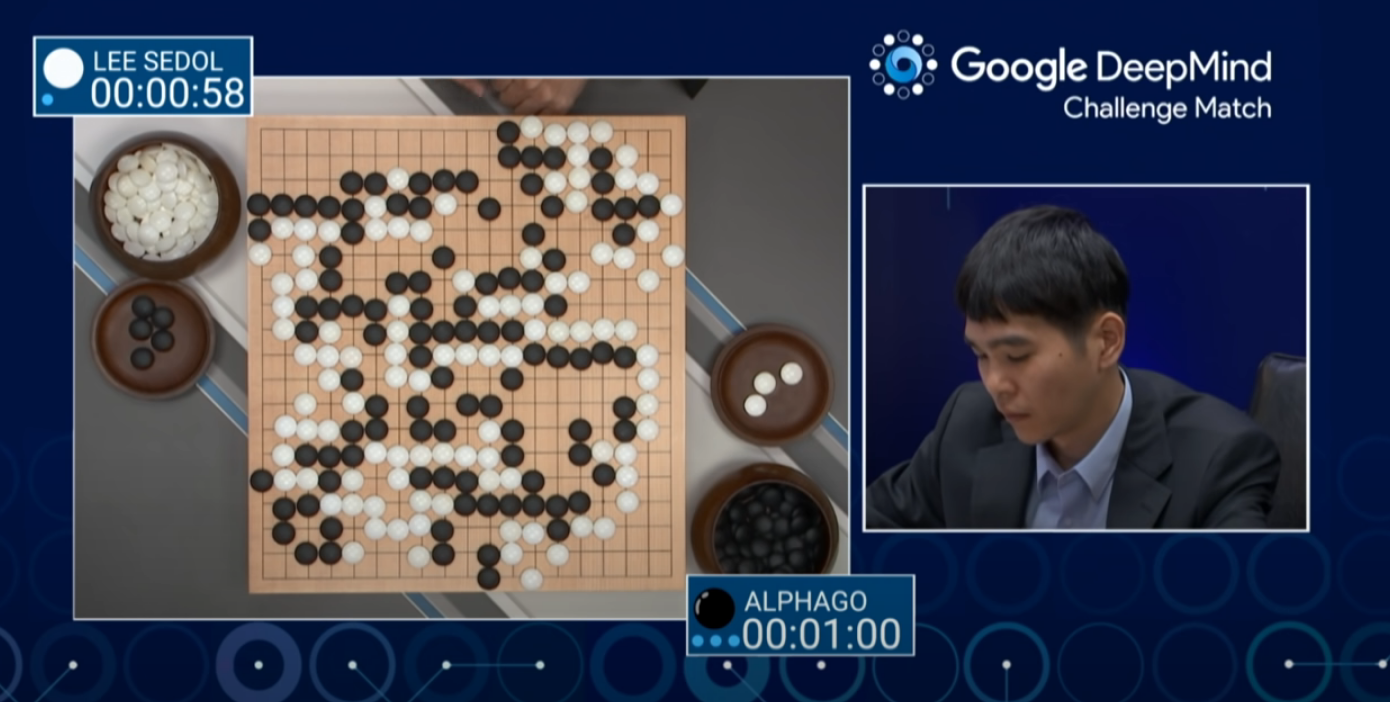 LEE SEDOL
00:00:58
Google DeepMind
Challenge Match
ALPHAGO
00:01:00